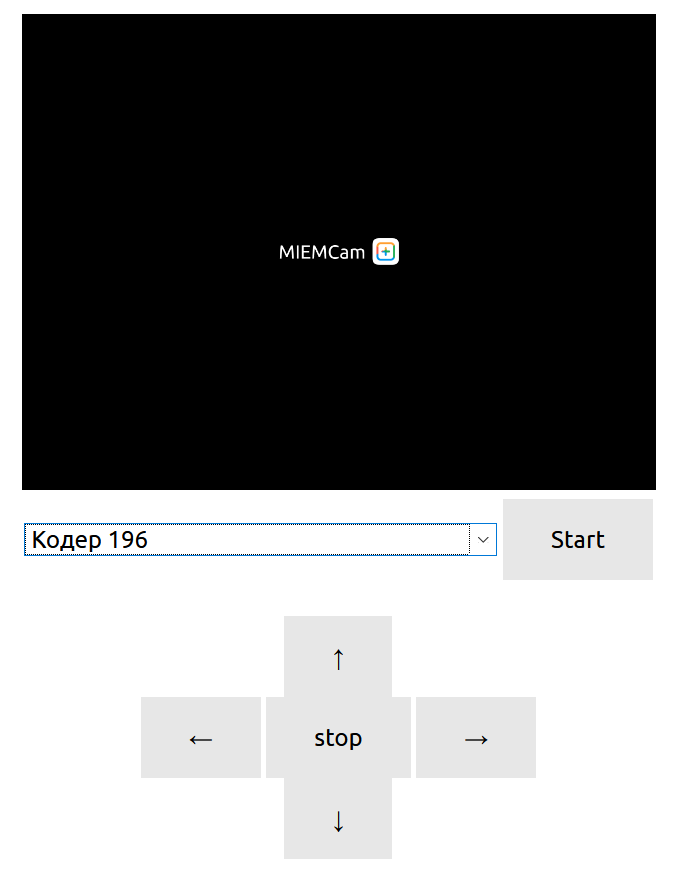 MIEMCam
Кодер 196
Start
↑
← stop →
↓